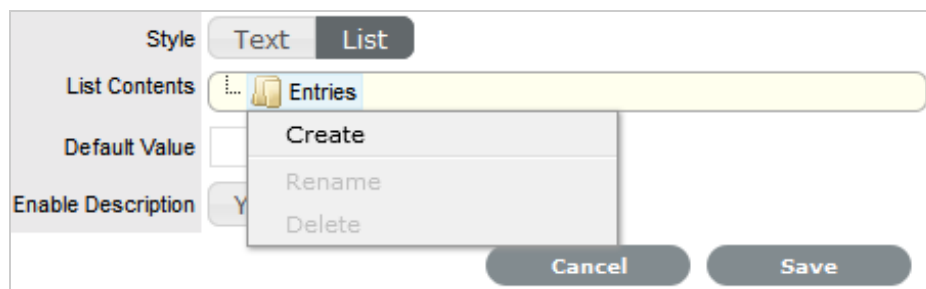 Style Text List
List Contents Entries
Create
Default Value
Rename
Enable Description Y
Delete
Cancel Save